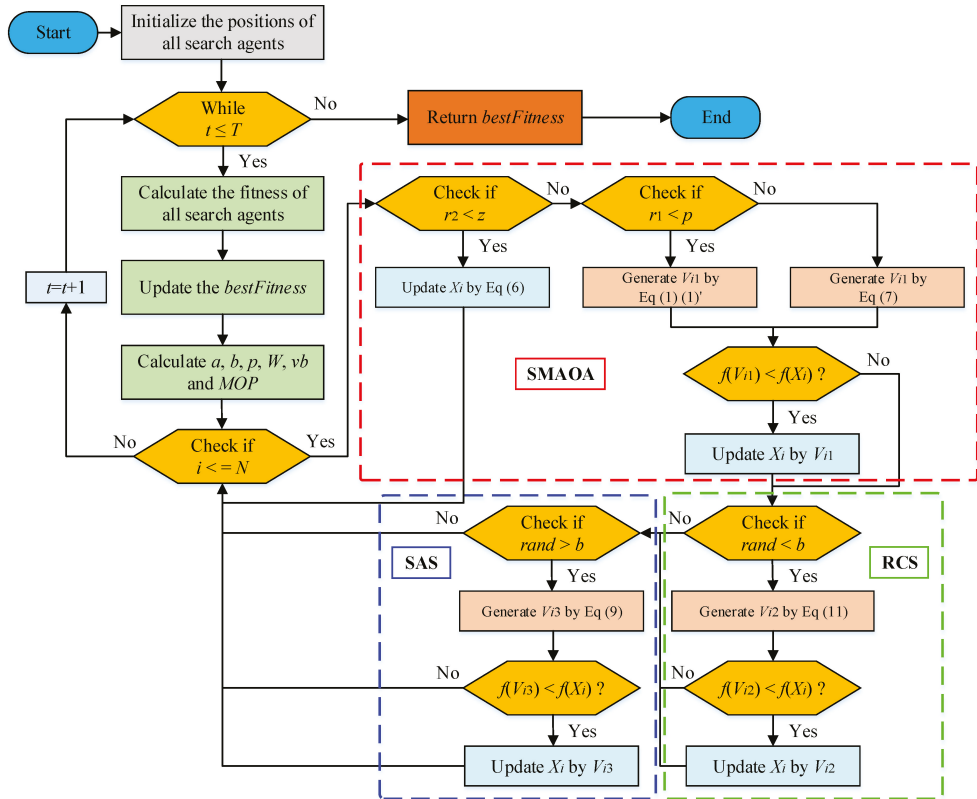 Start
Initialize the positions
of all search agents
While
t ≤ T
No
Return bestFitness
End
Yes
Calculate the fitness of
all search agents
Update the bestFitness
t=t+1
Calculate a, b, p, W, vb
and MOP
No
Check if
i < = N
Yes
Check if
r2 < z
No
Check if
r1 < p
No
Yes
Yes
Update Xi by Eq (6)
Generate Vi1 by
Eq (1) (1)'
Generate Vi1 by
Eq (7)
SMAOA
f(Vi1) < f(Xi) ?
No
Yes
Update Xi by Vi1
No
Check if
rand > b
No
Check if
rand < b
SAS
RCS
Yes
Yes
Generate Vi3 by Eq (9)
Generate Vi2 by Eq (11)
No
f(Vi3) < f(Xi) ?
No
f(Vi2) < f(Xi) ?
Yes
Yes
Update Xi by Vi3
Update Xi by Vi2